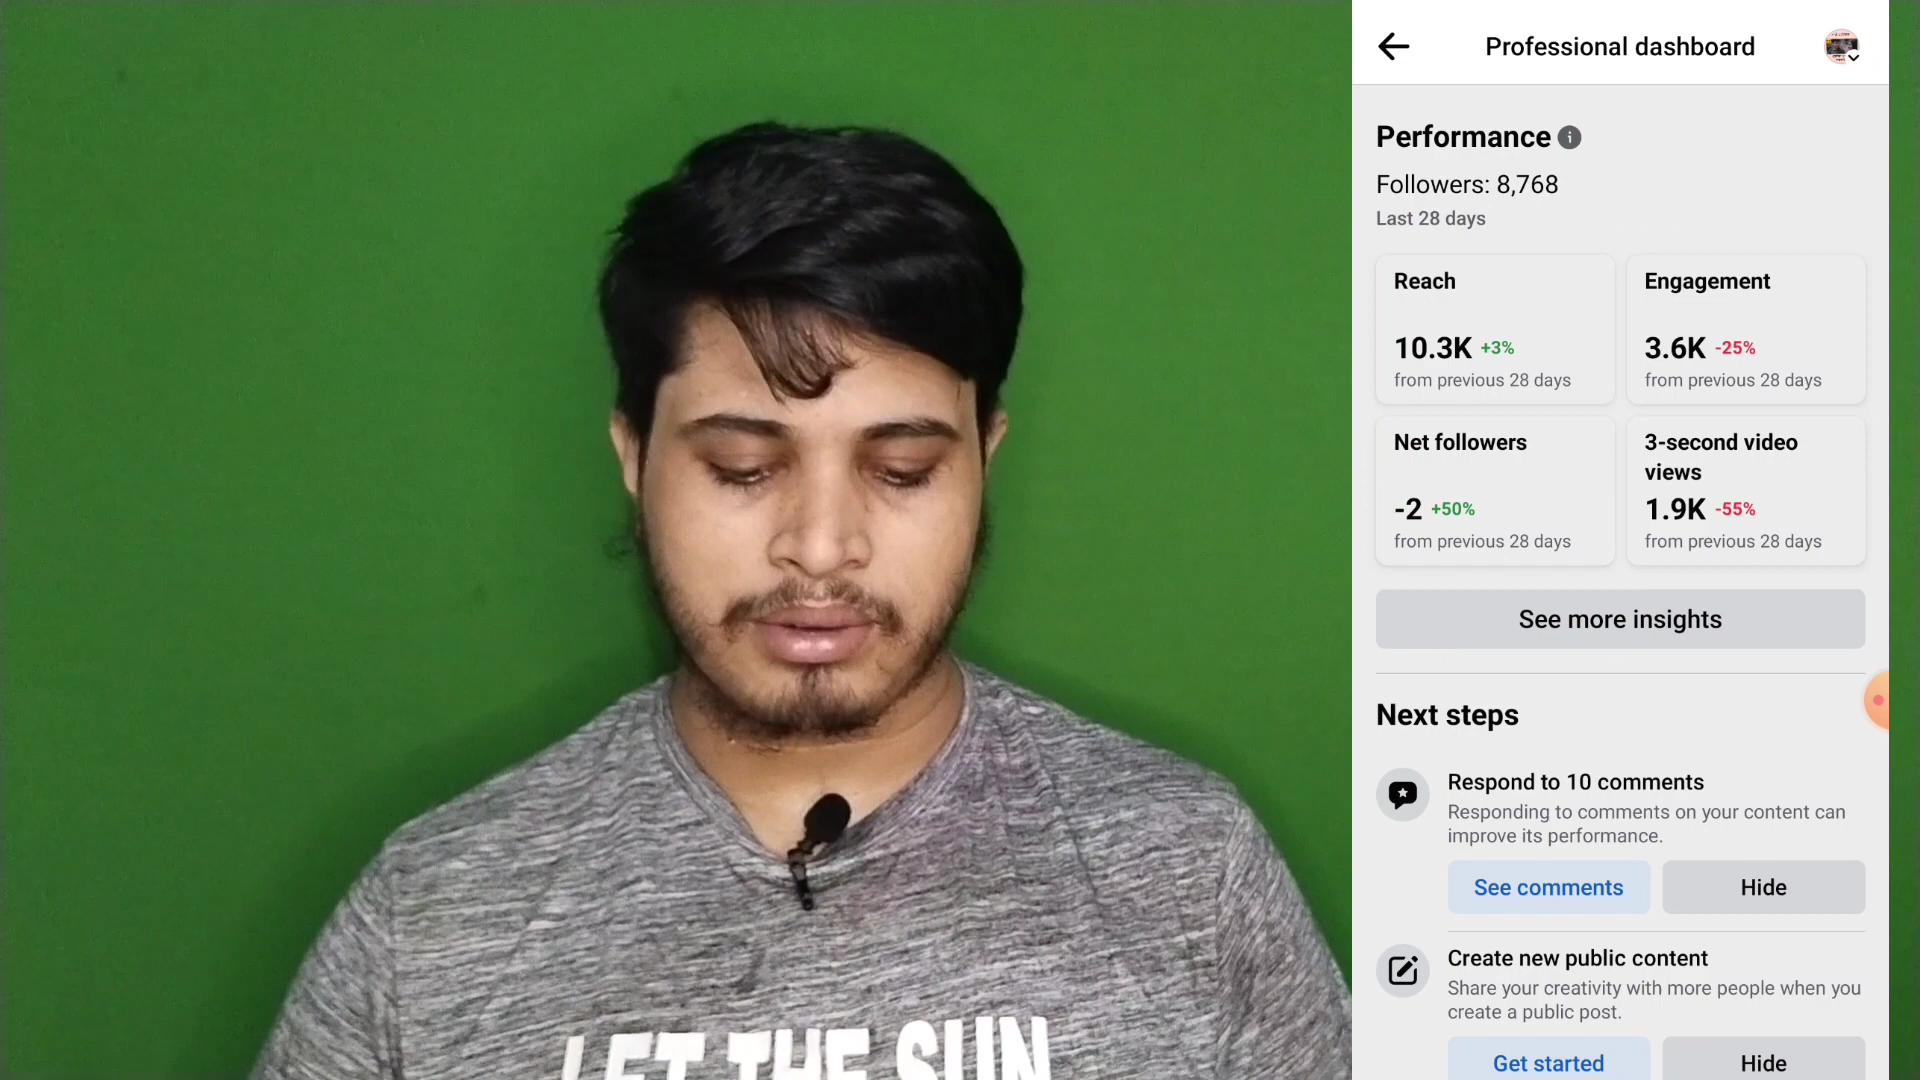 Professional dashboard
Performance
Followers: 8,768
Last 28 days
Reach
10.3K +3%
from previous 28 days
Engagement
3.6K -25%
from previous 28 days
Net followers
-2 +50%
from previous 28 days
3-second video
views
1.9K -55%
from previous 28 days
See more insights
Next steps
Respond to 10 comments
Responding to comments on your content can
improve its performance.
See comments
Hide
Create new public content
Share your creativity with more people when you
create a public post.
Get started
Hide
LET THE SUN